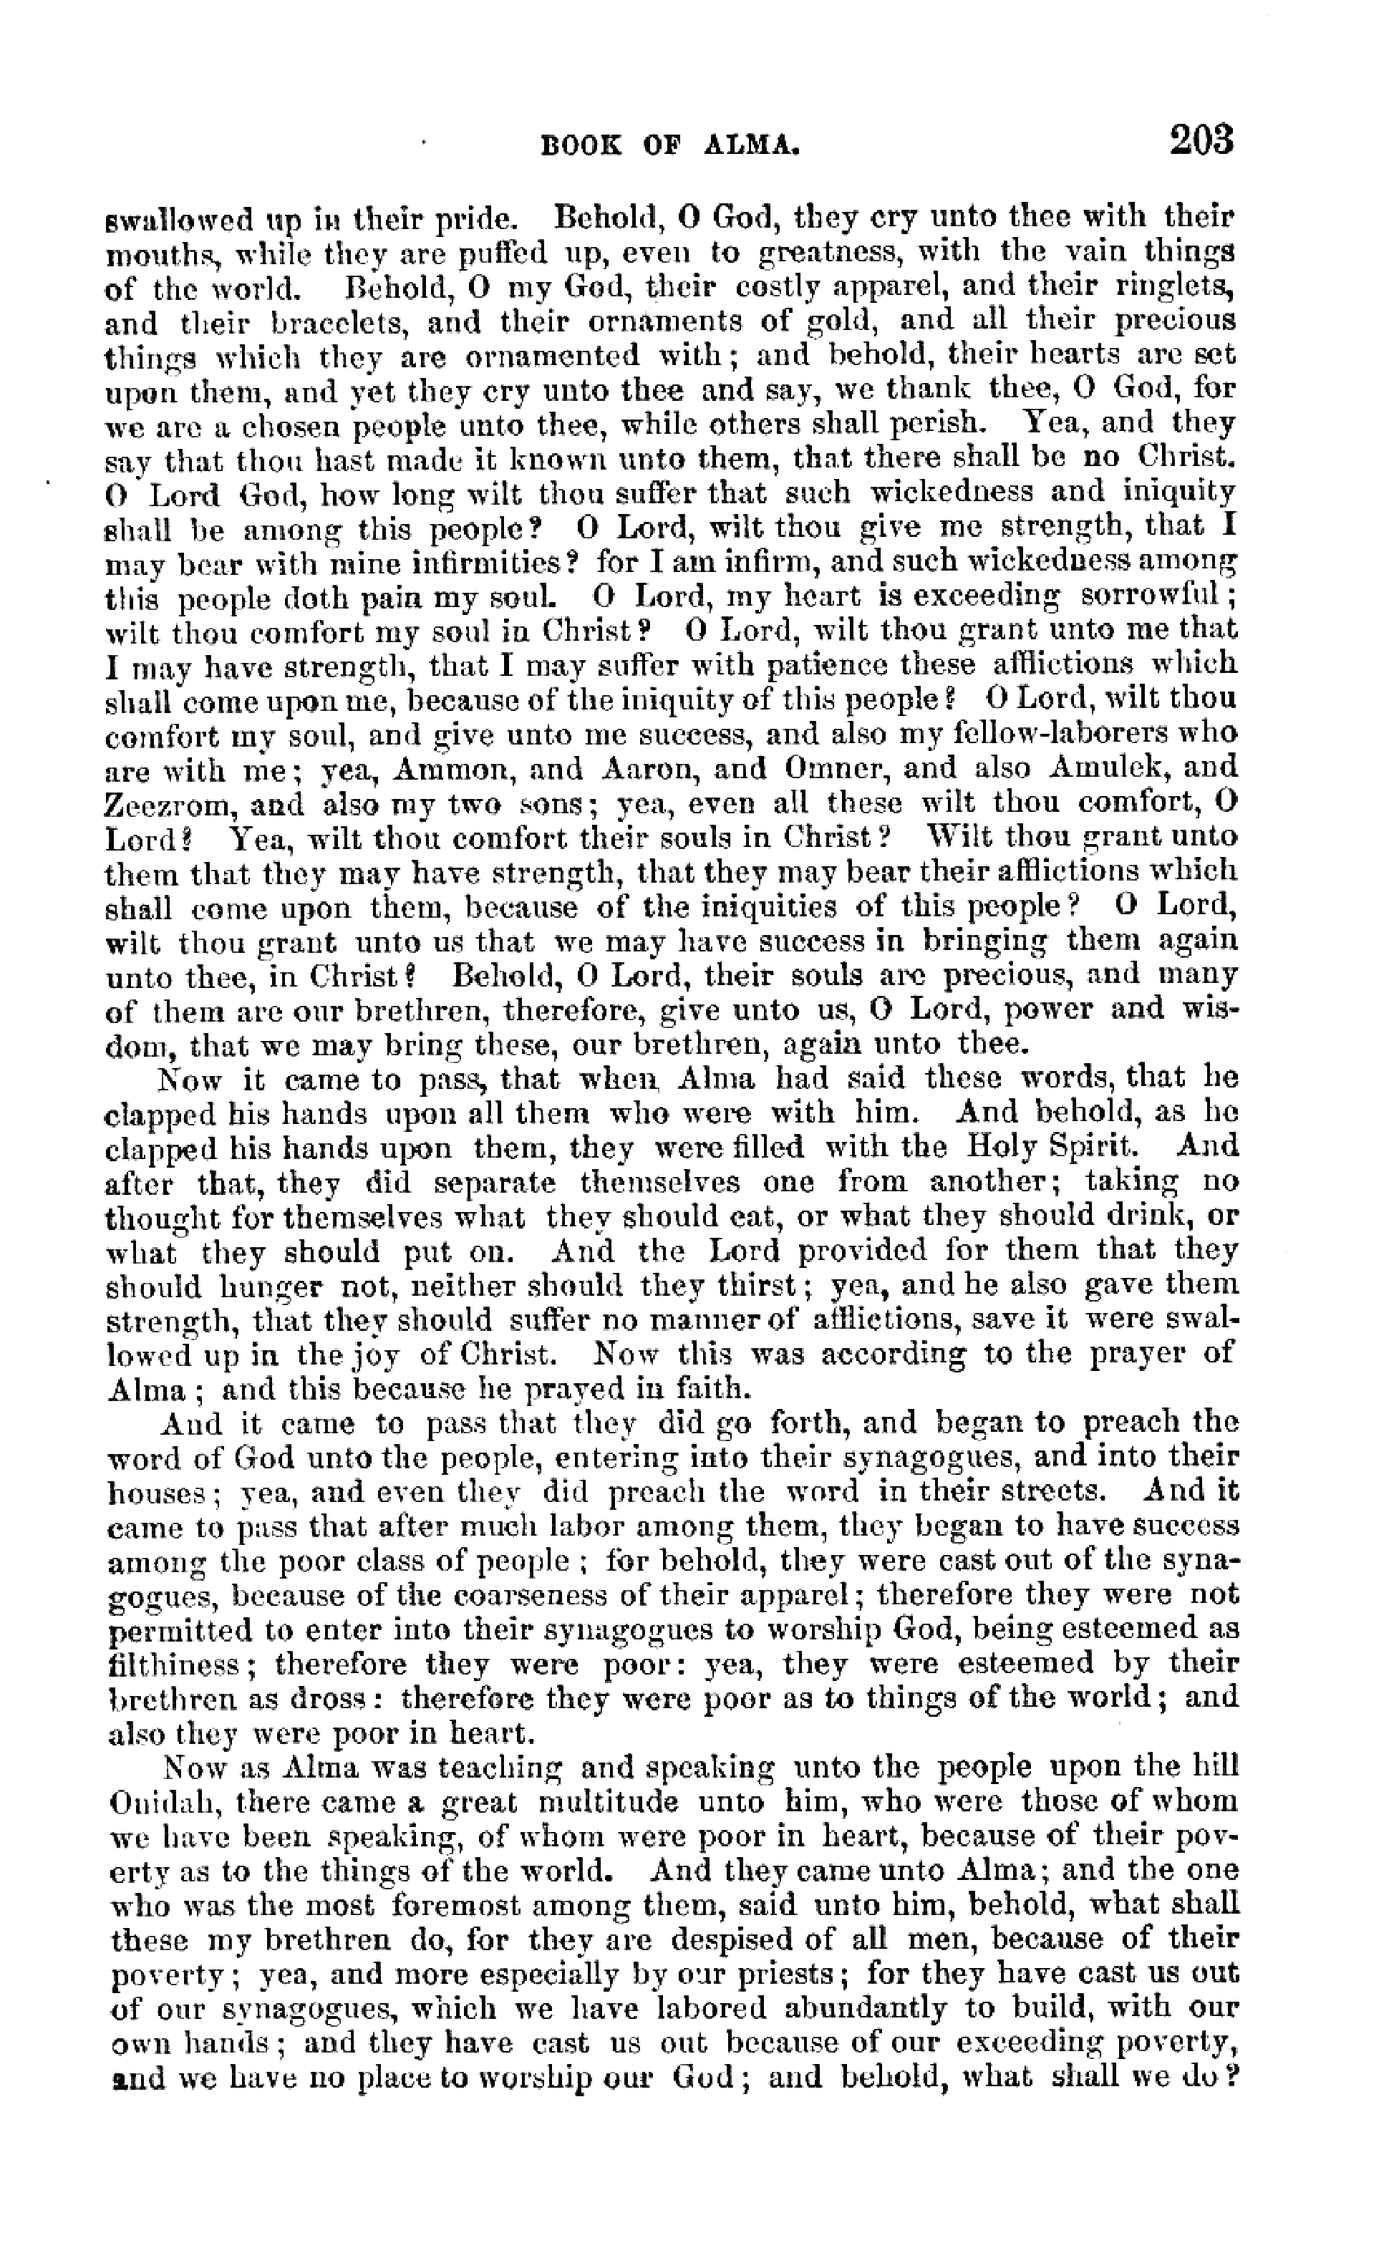 BOOK OF ALMA. 203
swallowed up in their pride. Behold, O God, they cry unto thee with their
mouths, while they are puffed up, even to greatness, with the vain things
of the world. Behold, O my God, their costly apparel, and their ringlets,
and their bracelets, and their ornaments of gold, and all their precious
things which they are ornamented with; and behold, their hearts are set
upon them, and yet they cry unto thee and say, we thank thee, O God, for
we are a chosen people unto thee, while others shall perish. Yea, and they
say that thou hast made it known unto them, that there shall be no Christ.
O Lord God, how long wilt thou suffer that such wickedness and iniquity
shall be among this people? O Lord, wilt thou give me strength, that I
may bear with mine infirmities? for I am infirm, and such wickedness among
this people doth pain my soul. O Lord, my heart is exceeding sorrowful;
wilt thou comfort my soul in Christ? O Lord, wilt thou grant unto me that
I may have strength, that I may suffer with patience these afflictions which
shall come upon me, because of the iniquity of this people? O Lord, wilt thou
comfort my soul, and give unto me success, and also my fellow-laborers who
are with me; yea, Ammon, and Aaron, and Omner, and also Amulek, and
Zeezrom, and also my two sons; yea, even all these wilt thou comfort, O
Lord? Yea, wilt thou comfort their souls in Christ? Wilt thou grant unto
them that they may have strength, that they may bear their afflictions which
shall come upon them, because of the iniquities of this people? O Lord,
wilt thou grant unto us that we may have success in bringing them again
unto thee, in Christ? Behold, O Lord, their souls are precious, and many
of them are our brethren, therefore, give unto us, O Lord, power and wis-
dom, that we may bring these, our brethren, again unto thee.
Now it came to pass, that when, Alma had said these words, that he
clapped his hands upon all them who were with him. And behold, as he
clapped his hands upon them, they were filled with the Holy Spirit. And
after that, they did separate themselves one from another; taking no
thought for themselves what they should eat, or what they should drink, or
what they should put on. And the Lord provided for them that they
should hunger not, neither should they thirst; yea, and he also gave them
strength, that they should suffer no manner of afflictions, save it were swal-
lowed up in the joy of Christ. Now this was according to the prayer of
Alma; and this because he prayed in faith.
And it came to pass that they did go forth, and began to preach the
word of God unto the people, entering into their synagogues, and into their
houses; yea, and even they did preach the word in their streets. And it
came to pass that after much labor among them, they began to have success
among the poor class of people; for behold, they were cast out of the syna-
gogues, because of the coarseness of their apparel; therefore they were not
permitted to enter into their synagogues to worship God, being esteemed as
filthiness; therefore they were poor: yea, they were esteemed by their
brethren as dross: therefore they were poor as to things of the world; and
also they were poor in heart.
Now as Alma was teaching and speaking unto the people upon the hill
Onidah, there came a great multitude unto him, who were those of whom
we have been speaking, of whom were poor in heart, because of their pov-
erty as to the things of the world. And they came unto Alma; and the one
who was the most foremost among them, said unto him, behold, what shall
these my brethren do, for they are despised of all men, because of their
poverty; yea, and more especially by our priests; for they have cast us out
of our synagogues, which we have labored abundantly to build, with our
own hands; and they have cast us out because of our exceeding poverty,
and we have no place to worship our God; and behold, what shall we do?